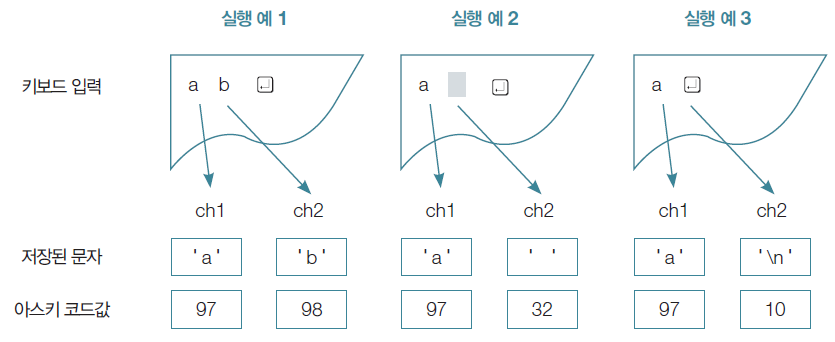 실행 예 1 실행 예 2 실행 예 3
키보드 입력 a b a a
ch1 ch2 ch1 ch2 ch1 ch2
저장된 문자 'a' 'b' 'a' ' ' 'a' '\n'
아스키 코드값 97 98 97 32 97 10